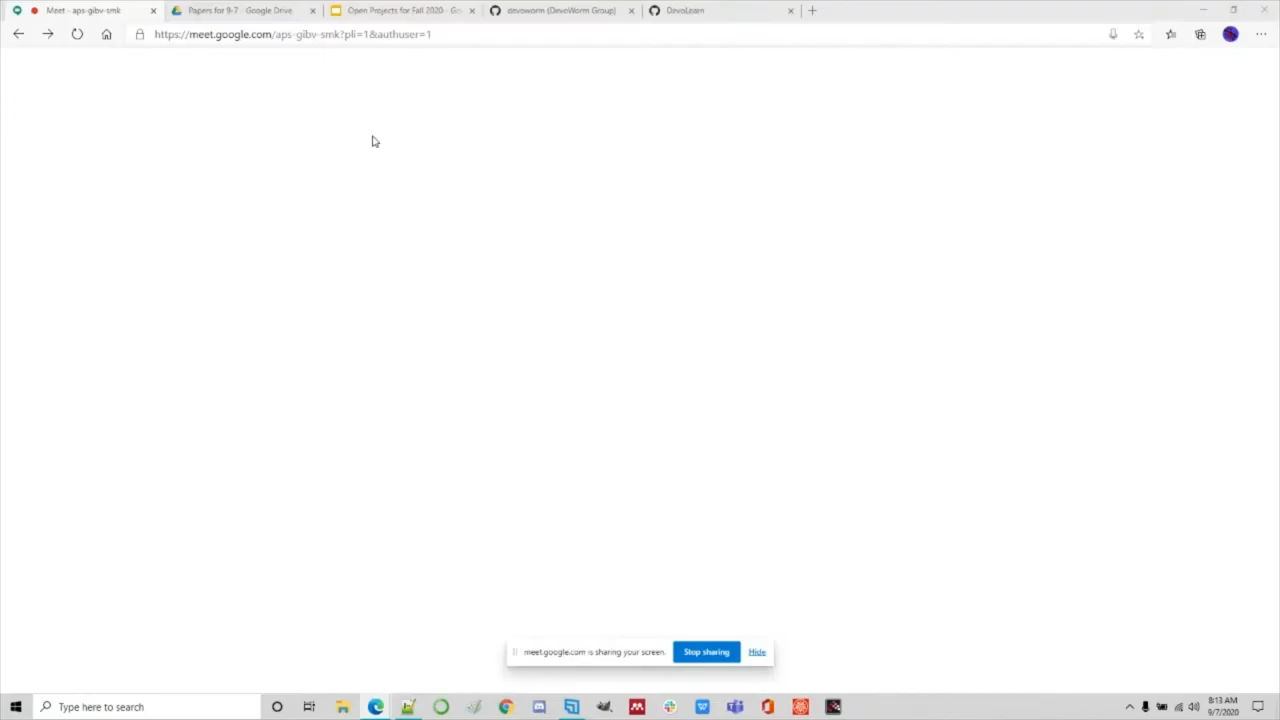 Meet - aps-gibv-smk
Papers for 9-7 - Google Drive
Open Projects for Fall 2020 - Go
devoworm (DevoWorm Group)
DevoLearn
https://meet.google.com/aps-gibv-smk?pli=1&authuser=1
meet.google.com is sharing your screen.
Stop sharing
Hide
Type here to search
8:13 AM
9/7/2020